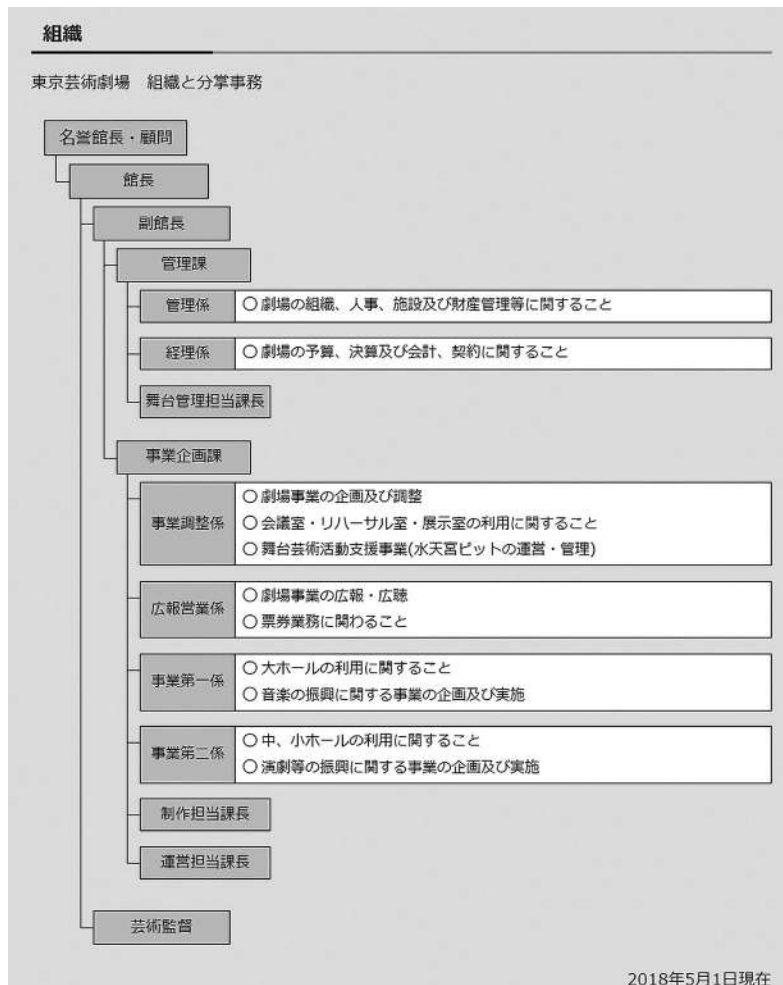 組織
東京芸術劇場　組織と分掌事務
名誉館長・顧問
館長
副館長
管理課
管理係
〇劇場の組織、人事、施設及び財産管理等に関すること
経理係
〇劇場の予算、決算及び会計、契約に関すること
舞台管理担当課長
事業企画課
事業調整係
〇劇場事業の企画及び調整
〇会議室・リハーサル室・展示室の利用に関すること
〇舞台芸術活動支援事業(水天宮ピットの運営・管理)
広報営業係
〇劇場事業の広報・広聴
〇票券業務に関わること
事業第一係
〇大ホールの利用に関すること
〇音楽の振興に関する事業の企画及び実施
事業第二係
〇中、小ホールの利用に関すること
〇演劇等の振興に関する事業の企画及び実施
制作担当課長
運営担当課長
芸術監督
2018年5月1日現在